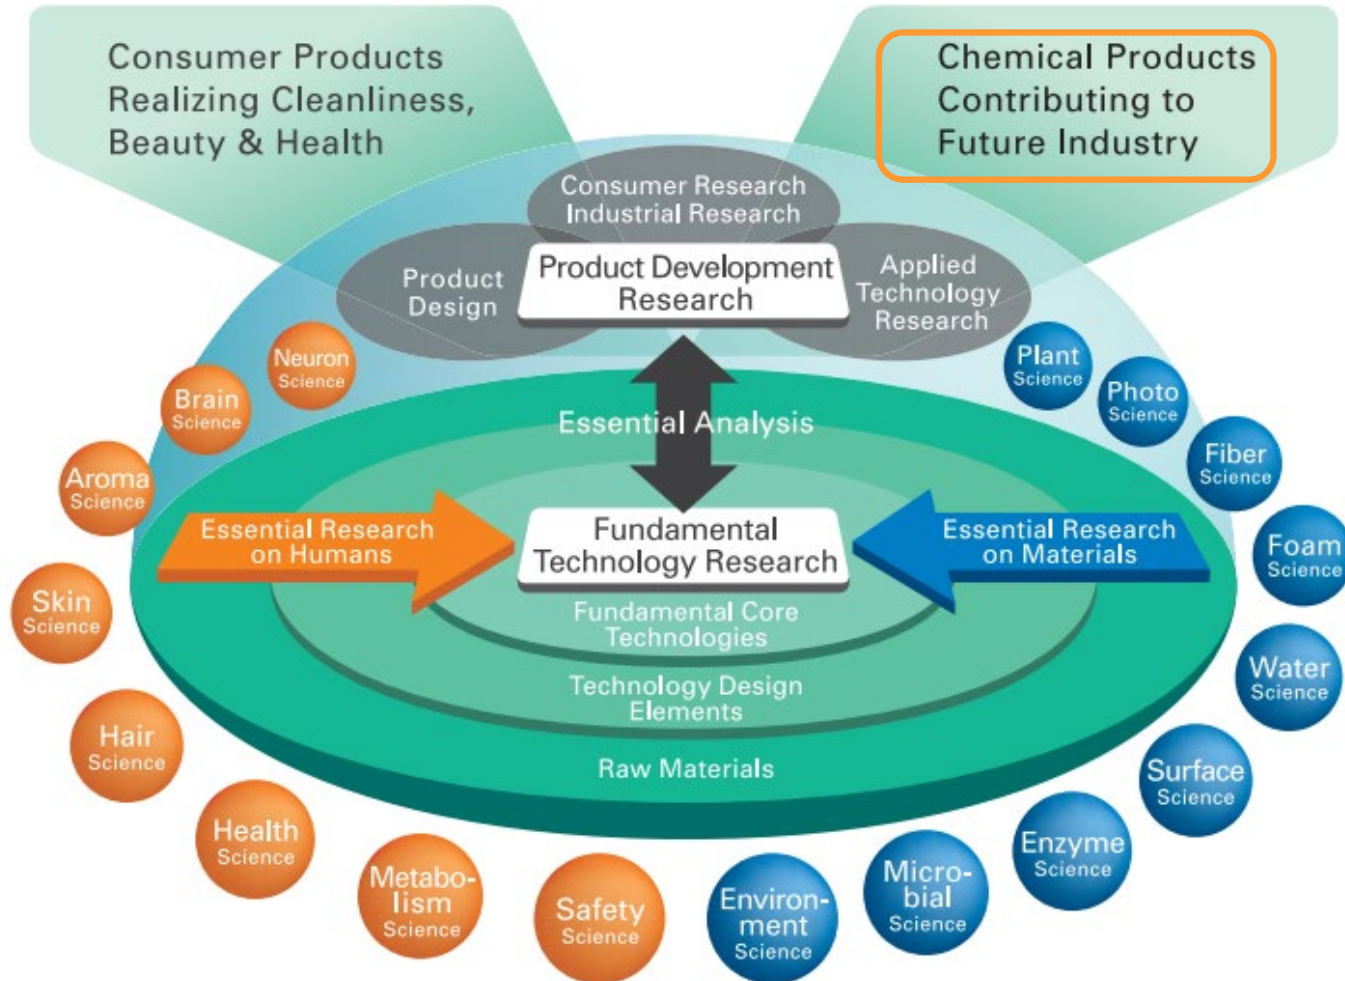 Consumer Products
Realizing Cleanliness,
Beauty & Health
Chemical Products
Contributing to
Future Industry
Consumer Research
Industrial Research
Product
Design
Product Development
Research
Applied
Technology
Research
Neuron
Science
Brain
Science
Aroma
Science
Skin
Science
Hair
Science
Health
Science
Metabo-
lism
Science
Safety
Science
Plant
Science
Photo
Science
Fiber
Science
Foam
Science
Water
Science
Surface
Science
Enzyme
Science
Micro-
bial
Science
Environ-
ment
Science
Essential Analysis
Essential Research
on Humans
Fundamental
Technology Research
Essential Research
on Materials
Fundamental Core
Technologies
Technology Design
Elements
Raw Materials